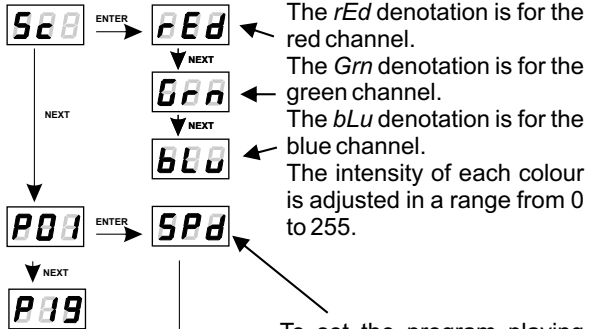 Sc ENTER rEd
The rEd denotation is for the
red channel.
NEXT
The Grn denotation is for the
Grn
green channel.
NEXT
NEXT
The bLu denotation is for the
bLu
blue channel.
The intensity of each colour
is adjusted in a range from 0
to 255.
P01 ENTER SPd
NEXT
P19
To set the program playing